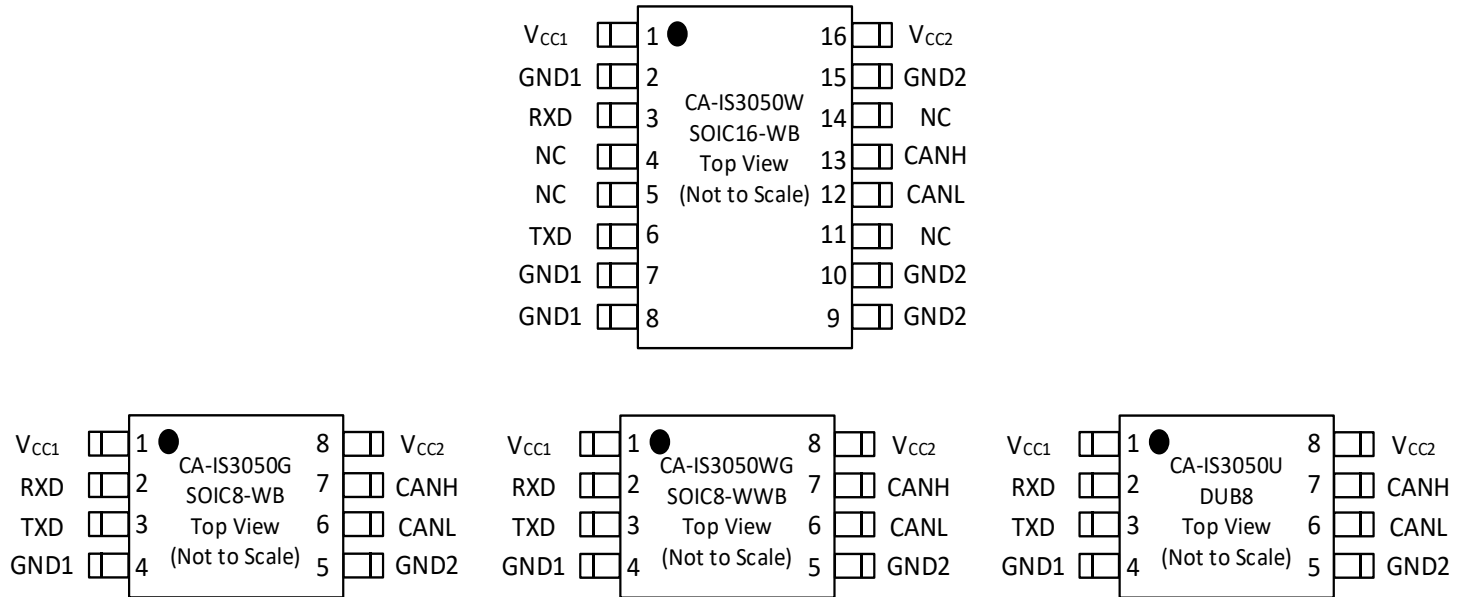 VCC1 1 16 VCC2
GND1 2 15 GND2
CA-IS3050W
RXD 3 14 NC
SOIC16-WB
NC 4 Top View 13 CANH
NC 5 (Not to Scale) 12 CANL
TXD 6 11 NC
GND1 7 10 GND2
GND1 8 9 GND2
VCC1 1 8 VCC2
CA-IS3050G
RXD 2 SOIC8-WB 7 CANH
TXD 3 Top View 6 CANL
GND1 4 (Not to Scale) 5 GND2
VCC1 1 8 VCC2
CA-IS3050WG
RXD 2 SOIC8-WWB 7 CANH
TXD 3 Top View 6 CANL
GND1 4 (Not to Scale) 5 GND2
VCC1 1 8 VCC2
CA-IS3050U
RXD 2 DUB8 7 CANH
TXD 3 Top View 6 CANL
GND1 4 (Not to Scale) 5 GND2